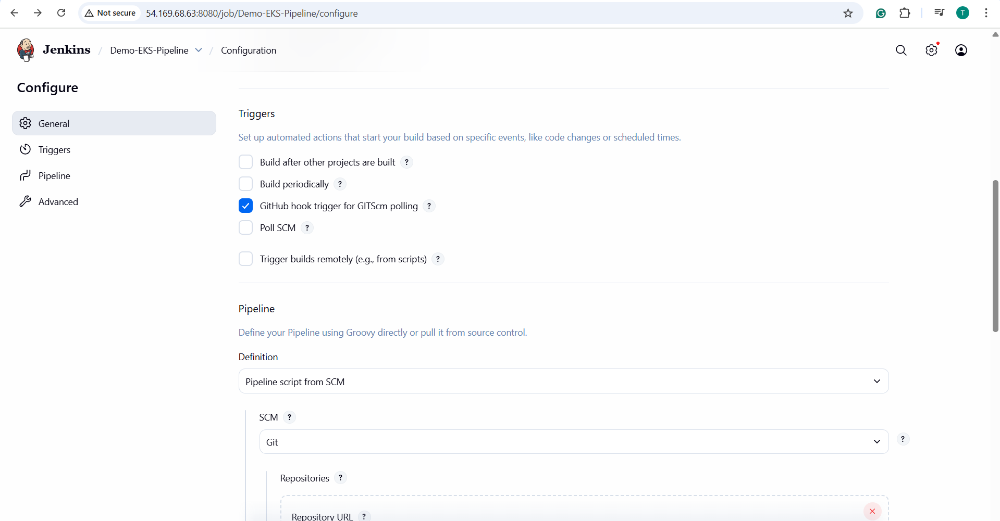 Not secure 54.169.68.63:8080/job/Demo-EKS-Pipeline/configure
T
Jenkins / Demo-EKS-Pipeline / Configuration
Configure
General
Triggers
Pipeline
Advanced
Triggers
Set up automated actions that start your build based on specific events, like code changes or scheduled times.
Build after other projects are built ?
Build periodically ?
GitHub hook trigger for GITScm polling ?
Poll SCM ?
Trigger builds remotely (e.g., from scripts) ?
Pipeline
Define your Pipeline using Groovy directly or pull it from source control.
Definition
Pipeline script from SCM
SCM ?
Git
?
Repositories ?
Repository URL ?